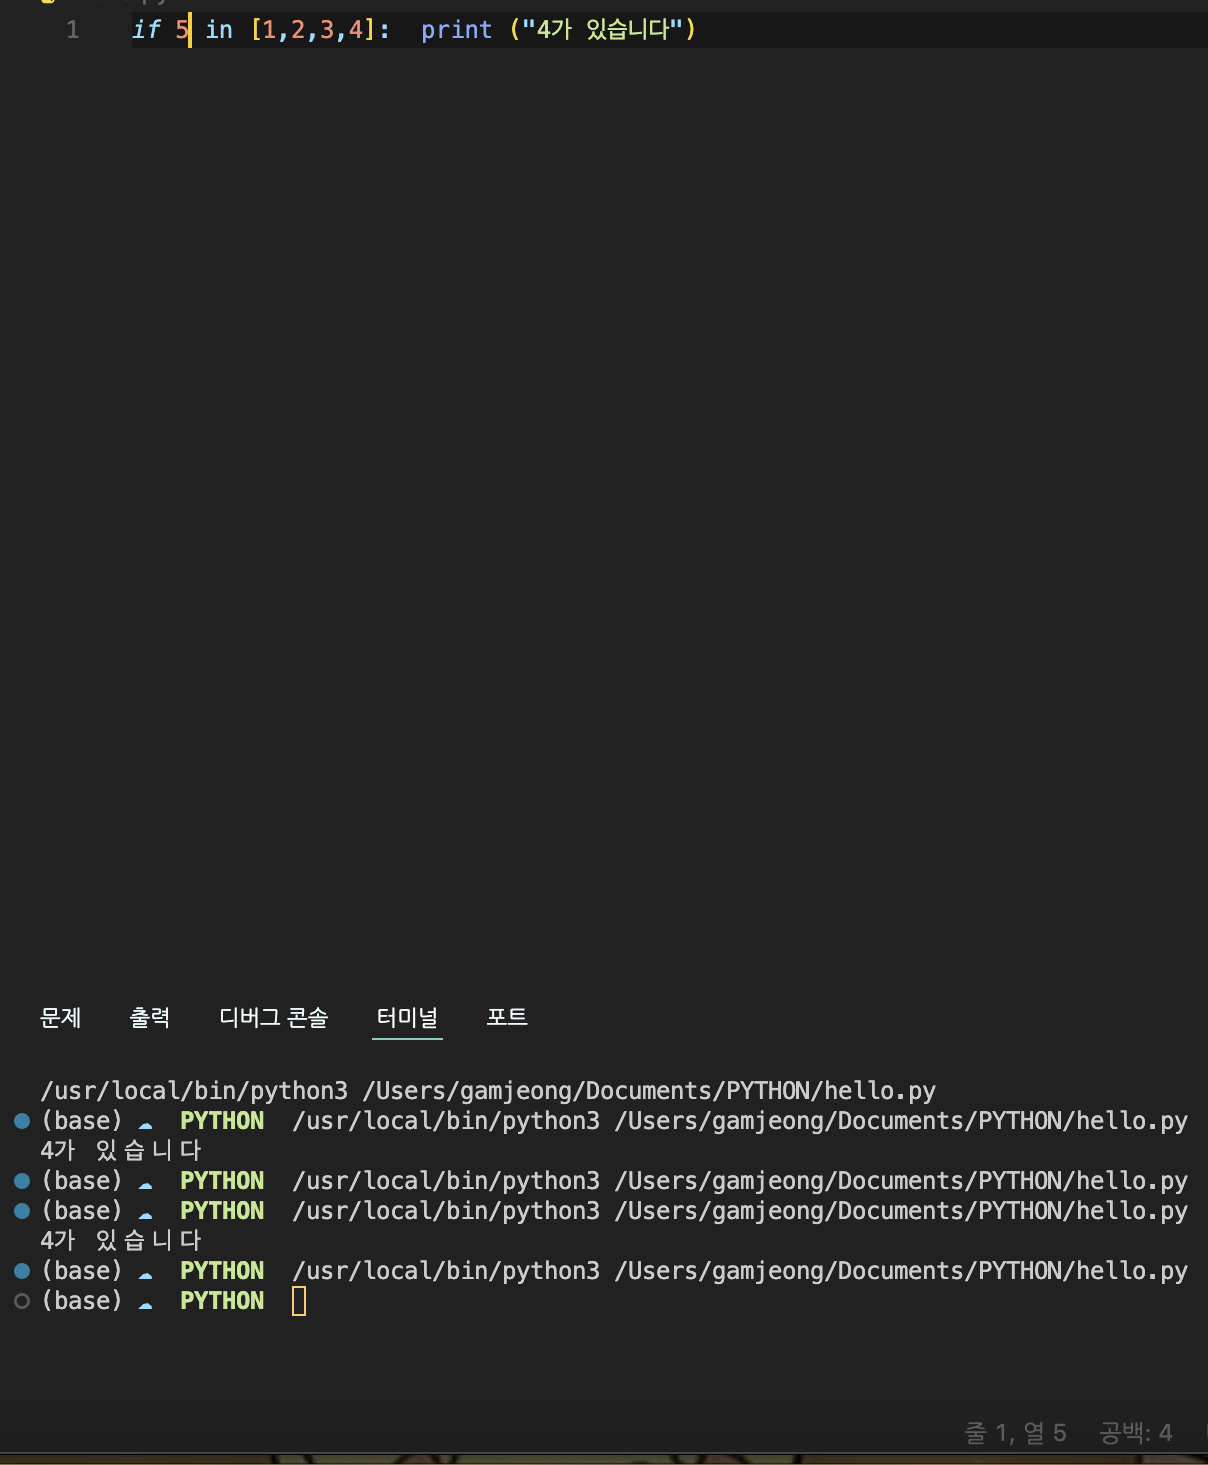 1 if 5 in [1,2,3,4]:  print ("4가 있습니다")
문제 출력 디버그 콘솔 터미널 포트
/usr/local/bin/python3 /Users/gamjeong/Documents/PYTHON/hello.py
(base) ☁ PYTHON /usr/local/bin/python3 /Users/gamjeong/Documents/PYTHON/hello.py
4가 있습니다
(base) ☁ PYTHON /usr/local/bin/python3 /Users/gamjeong/Documents/PYTHON/hello.py
(base) ☁ PYTHON /usr/local/bin/python3 /Users/gamjeong/Documents/PYTHON/hello.py
4가 있습니다
(base) ☁ PYTHON /usr/local/bin/python3 /Users/gamjeong/Documents/PYTHON/hello.py
(base) ☁ PYTHON
줄 1, 열 5 공백: 4